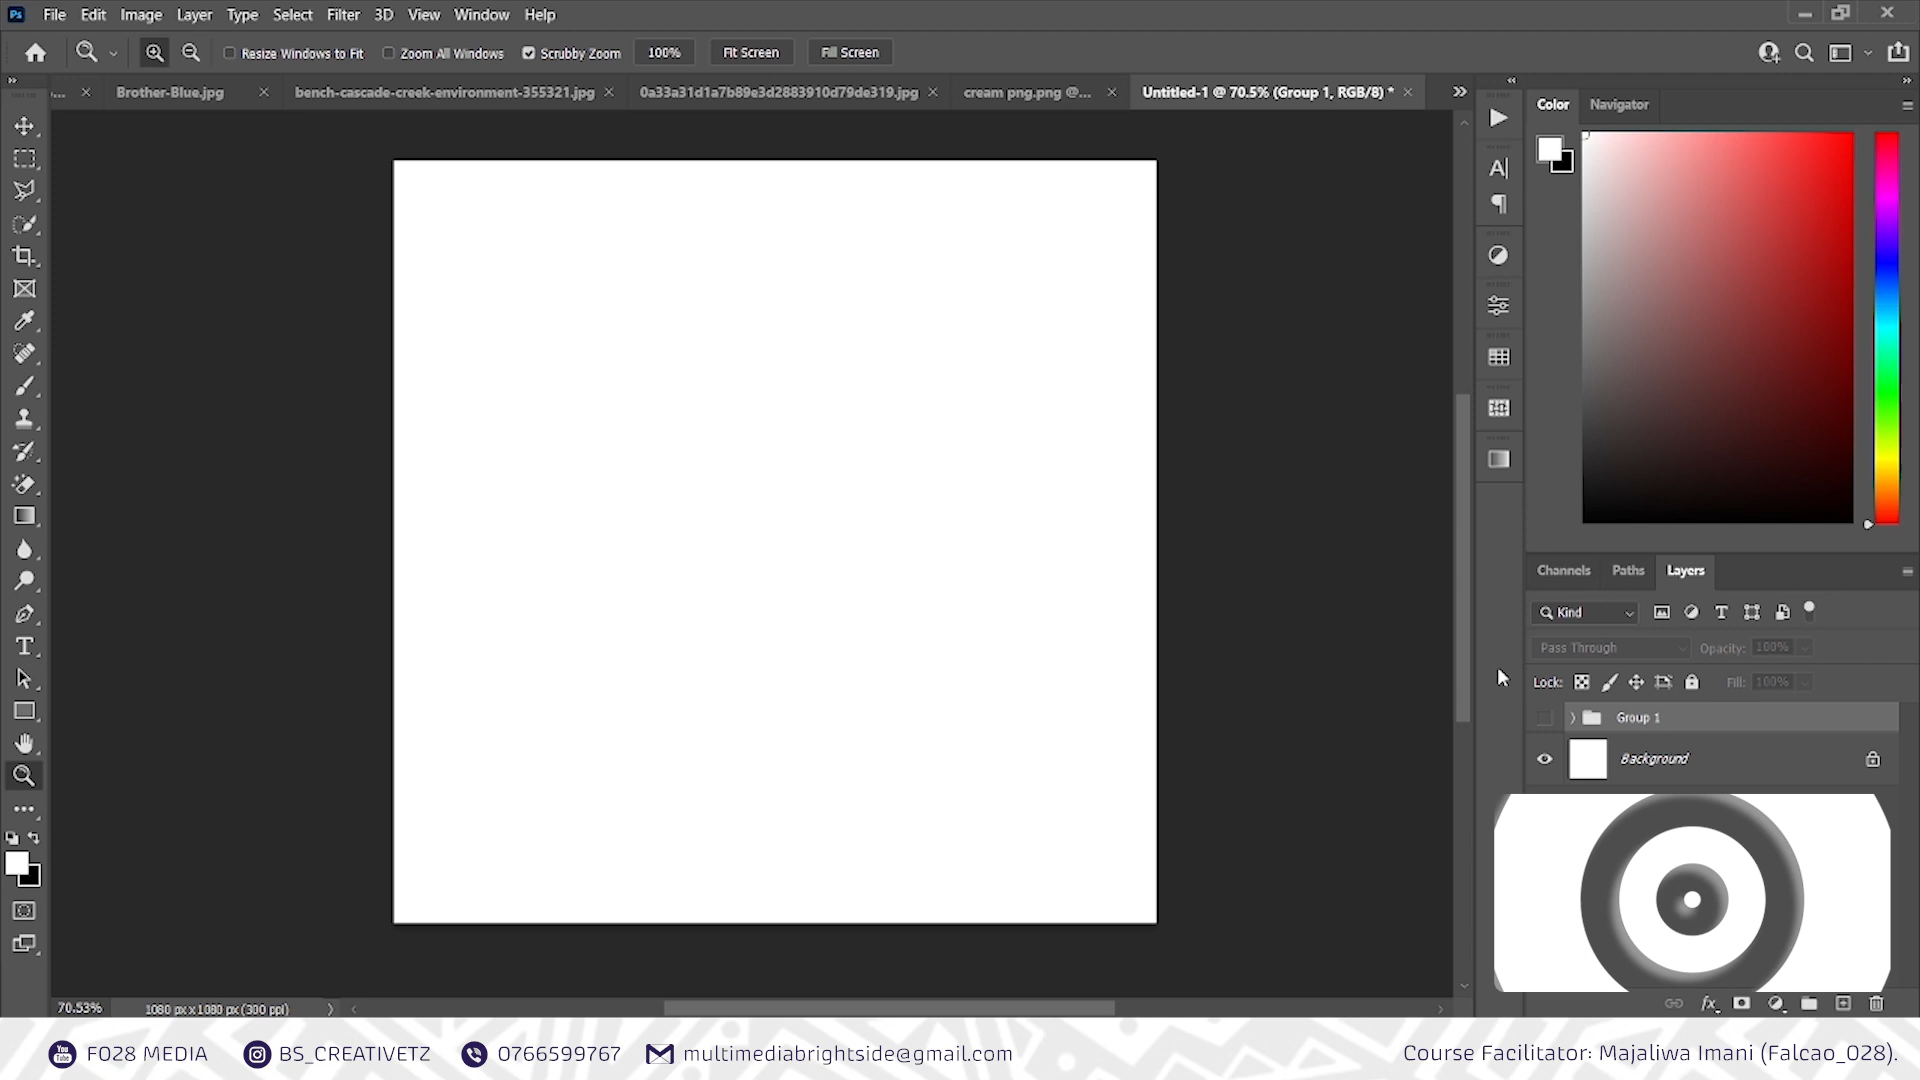 Ps File Edit Image Layer Type Select Filter 3D View Window Help
Resize Windows to Fit Zoom All Windows Scrubby Zoom 100% Fit Screen Fill Screen
... Brother-Blue.jpg bench-cascade-creek-environment-355321.jpg 0a33a31d1a7b89e3d2883910d79de319.jpg cream png.png @... Untitled-1 @ 70.5% (Group 1, RGB/8) *
Color Navigator
Channels Paths Layers
Kind
Pass Through Opacity: 100%
Lock: Fill: 100%
Group 1
Background
70.53% 1080 px x 1080 px (300 ppi)
FO28 MEDIA BS_CREATIVETZ 0766599767 multimediabrightside@gmail.com Course Facilitator: Majaliwa Imani (Falcao_028).